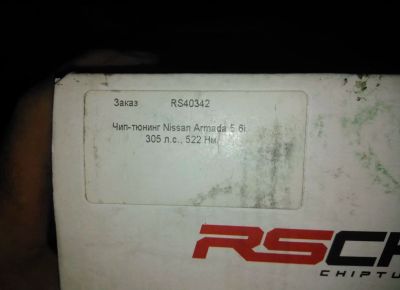 Заказ RS40342
Чип-тюнинг Nissan Armada 5.6i
305 л.с., 522 Нм
RSCH
CHIPTU